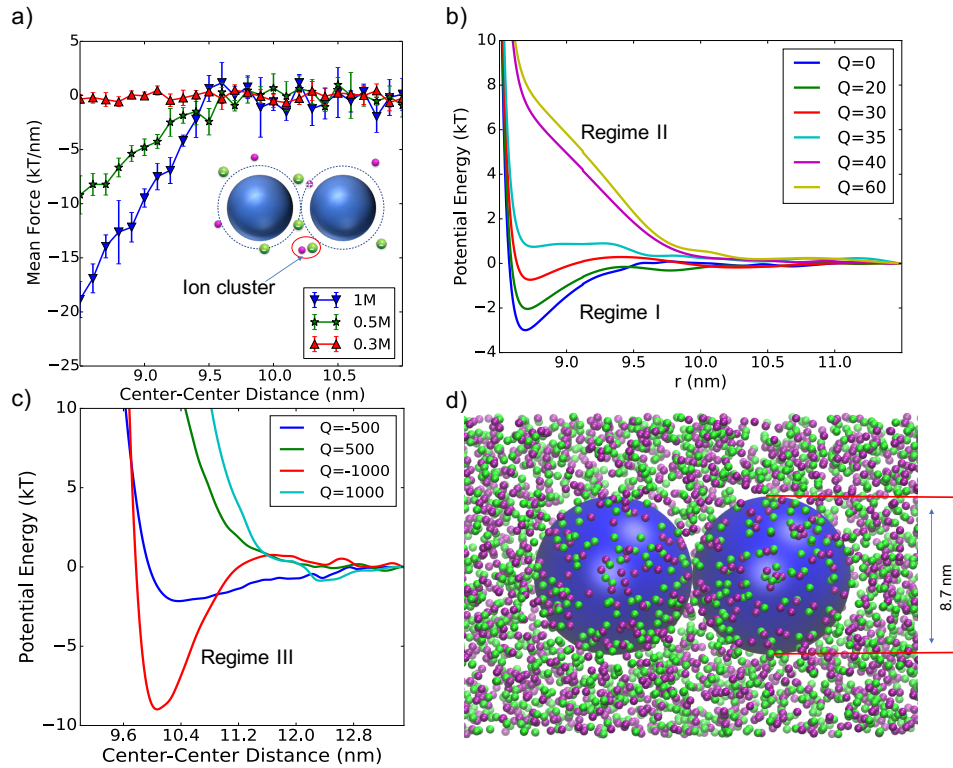 a)
5
0
−5
−10
−15
−20
−25
Mean Force (kT/nm)
9.0
9.5
10.0
10.5
Center-Center Distance (nm)
Ion cluster
1M
0.5M
0.3M
b)
10
8
6
4
2
0
−2
−4
Potential Energy (kT)
9.0
9.5
10.0
10.5
11.0
r (nm)
Regime II
Regime I
Q=0
Q=20
Q=30
Q=35
Q=40
Q=60
c)
10
5
0
−5
−10
Potential Energy (kT)
9.6
10.4
11.2
12.0
12.8
Center-Center Distance (nm)
Regime III
Q=-500
Q=500
Q=-1000
Q=1000
d)
8.7 nm